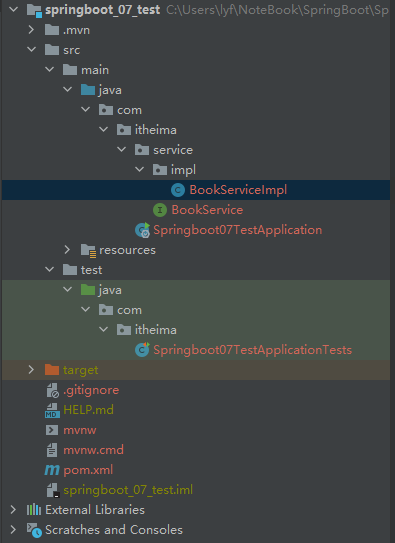 springboot_07_test C:\Users\lyf\NoteBook\SpringBoot\Sp
.mvn
src
main
java
com
itheima
service
impl
BookServiceImpl
BookService
Springboot07TestApplication
resources
test
java
com
itheima
Springboot07TestApplicationTests
target
.gitignore
HELP.md
mvnw
mvnw.cmd
pom.xml
springboot_07_test.iml
External Libraries
Scratches and Consoles